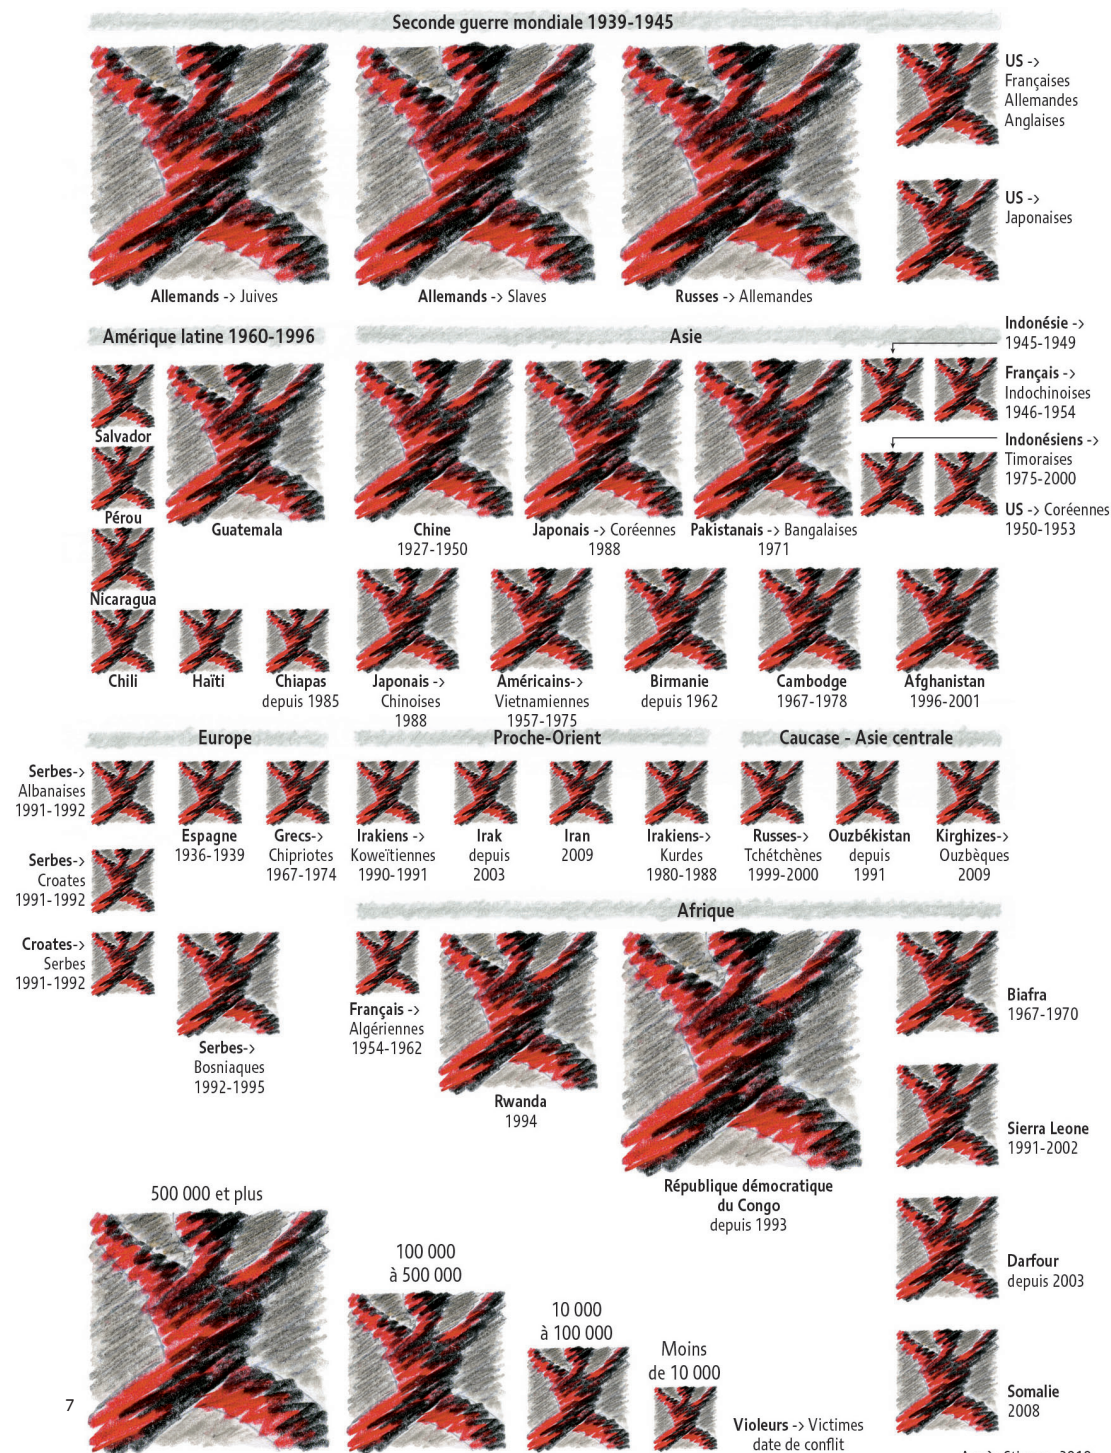 Seconde guerre mondiale 1939-1945
US ->
Françaises
Allemandes
Anglaises
US ->
Japonaises
Allemands -> Juives
Allemands -> Slaves
Russes -> Allemandes
Amérique latine 1960-1996
Salvador
Pérou
Nicaragua
Guatemala
Chili
Haïti
Chiapas
depuis 1985
Asie
Indonésie ->
1945-1949
Français ->
Indochinoises
1946-1954
Indonésiens ->
Timoraises
1975-2000
US -> Coréennes
1950-1953
Chine
1927-1950
Japonais -> Coréennes
1988
Pakistanais -> Bangalaises
1971
Japonais ->
Chinoises
1988
Américains->
Vietnamiennes
1957-1975
Birmanie
depuis 1962
Cambodge
1967-1978
Afghanistan
1996-2001
Europe
Serbes->
Albanaises
1991-1992
Espagne
1936-1939
Grecs->
Chipriotes
1967-1974
Serbes->
Croates
1991-1992
Croates->
Serbes
1991-1992
Serbes->
Bosniaques
1992-1995
Proche-Orient
Irakiens ->
Koweïtiennes
1990-1991
Irak
depuis
2003
Iran
2009
Irakiens->
Kurdes
1980-1988
Caucase - Asie centrale
Russes->
Tchétchènes
1999-2000
Ouzbékistan
depuis
1991
Kirghizes->
Ouzbèques
2009
Afrique
Français ->
Algériennes
1954-1962
Rwanda
1994
République démocratique
du Congo
depuis 1993
Biafra
1967-1970
Sierra Leone
1991-2002
Darfour
depuis 2003
Somalie
2008
500 000 et plus
100 000
à 500 000
10 000
à 100 000
Moins
de 10 000
Violeurs -> Victimes
date de conflit
7